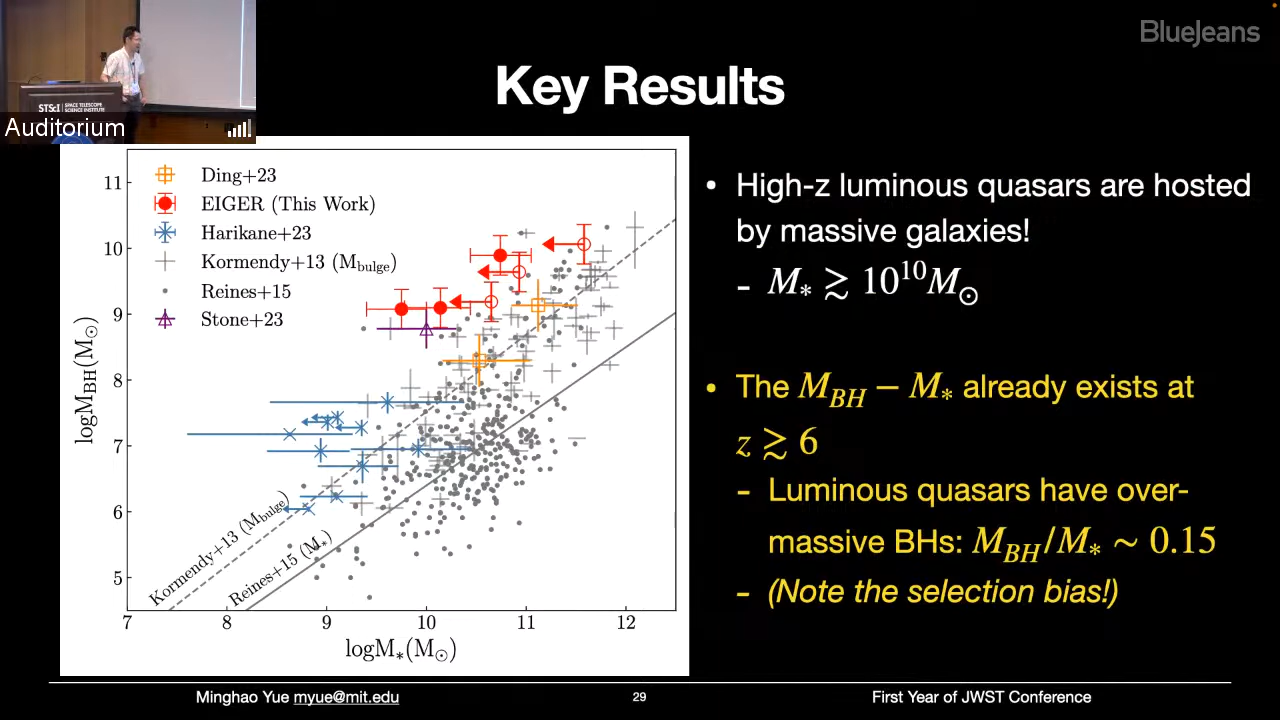 BlueJeans
STScI | SPACE TELESCOPE
SCIENCE INSTITUTE
Auditorium
Key Results
Ding+23
EIGER (This Work)
Harikane+23
Kormendy+13 (M_bulge)
Reines+15
Stone+23
11
10
9
8
7
6
5
logM_BH(M_⊙)
Kormendy+13 (M_bulge)
Reines+15 (M_*)
7 8 9 10 11 12
logM_*(M_⊙)
• High-z luminous quasars are hosted
by massive galaxies!
- M_* ≳ 10^10 M_⊙
• The M_BH − M_* already exists at
z ≳ 6
- Luminous quasars have over-
massive BHs: M_BH/M_* ~ 0.15
- (Note the selection bias!)
Minghao Yue myue@mit.edu
29
First Year of JWST Conference